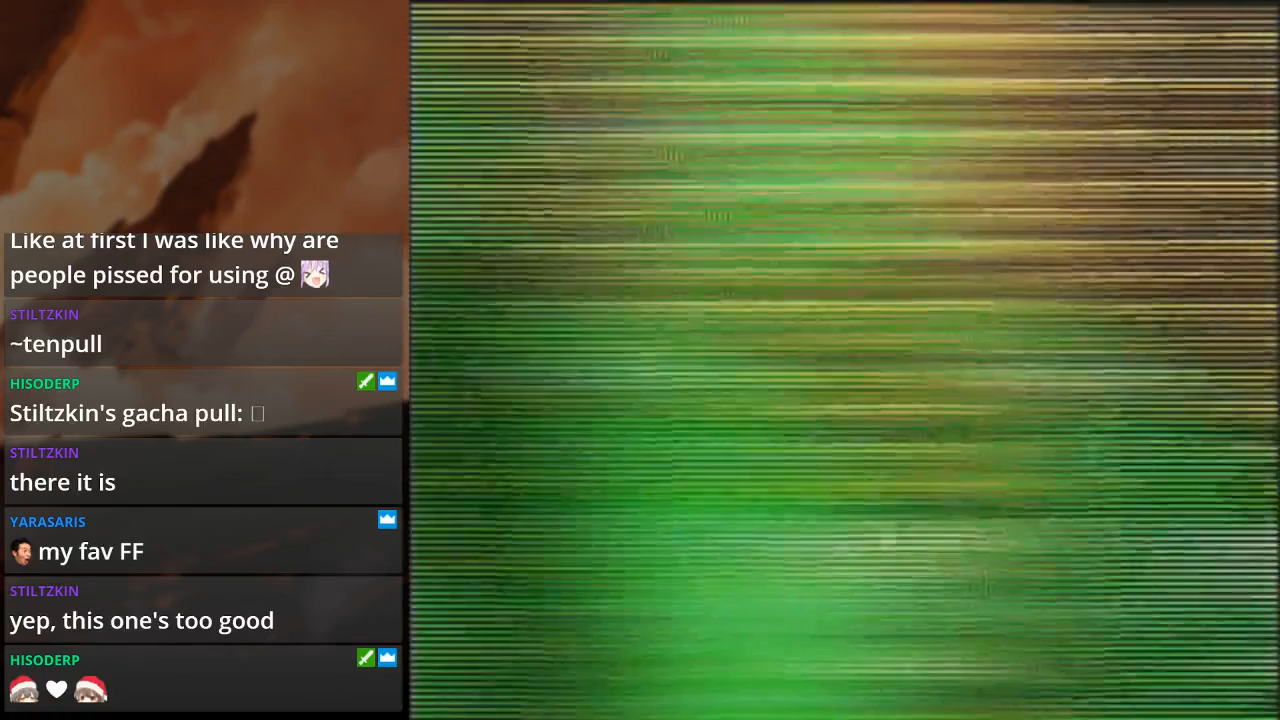 Like at first I was like why are
people pissed for using @
STILTZKIN
~tenpull
HISODERP
Stiltzkin's gacha pull:
STILTZKIN
there it is
YARASARIS
my fav FF
STILTZKIN
yep, this one's too good
HISODERP